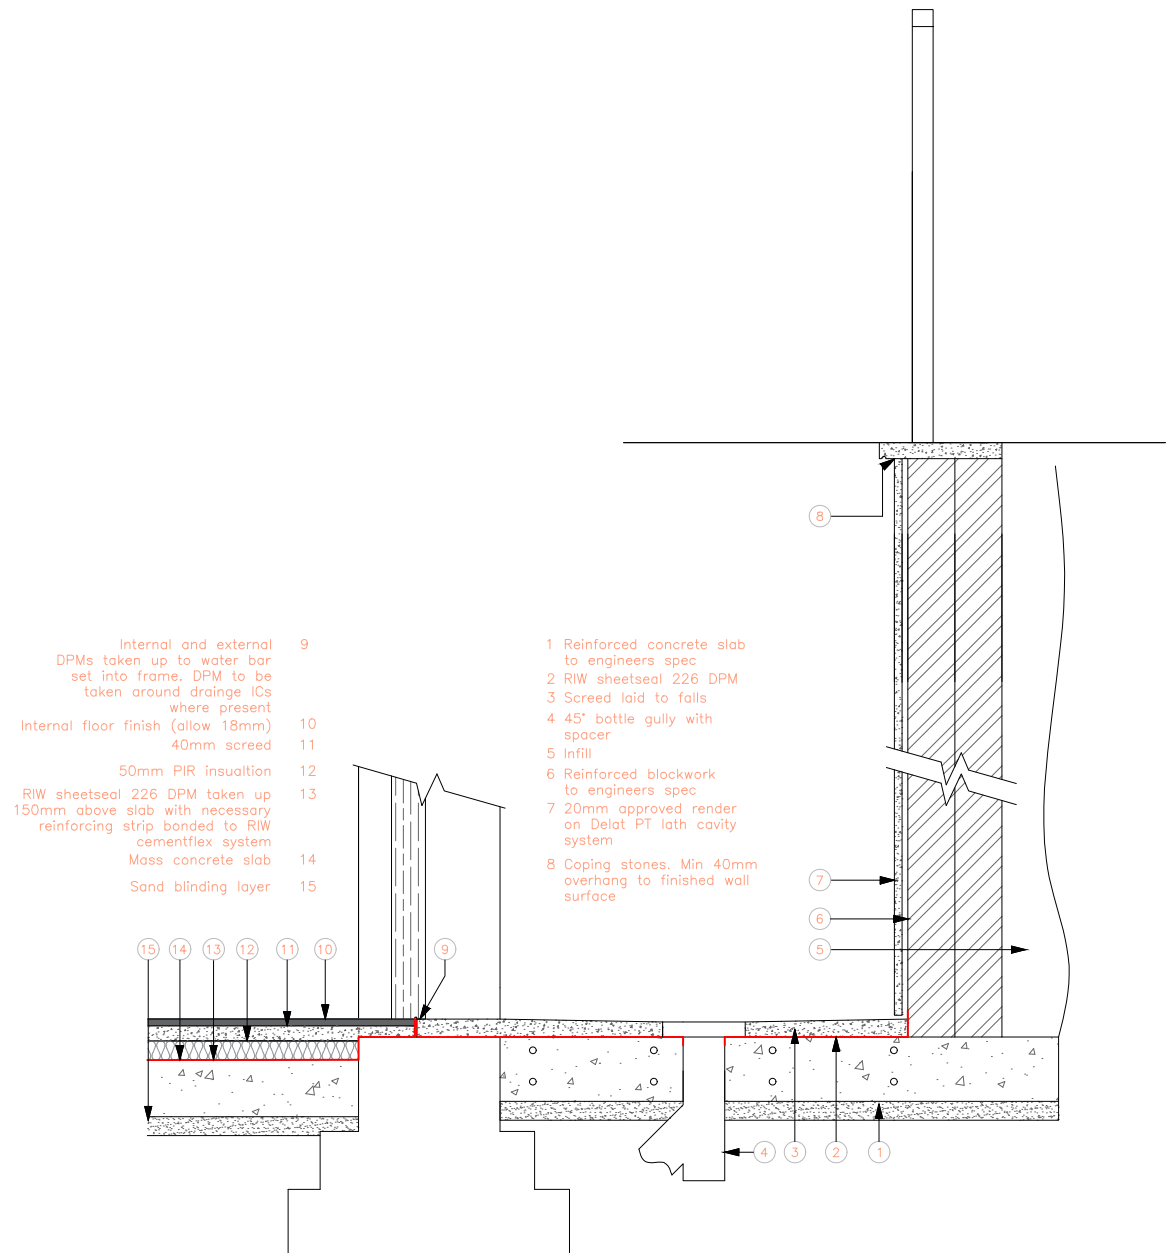 Internal and external 9
DPMs taken up to water bar
set into frame. DPM to be
taken around drainge ICs
where present
Internal floor finish (allow 18mm) 10
40mm screed 11
50mm PIR insualtion 12
RIW sheetseal 226 DPM taken up 13
150mm above slab with necessary
reinforcing strip bonded to RIW
cementflex system
Mass concrete slab 14
Sand blinding layer 15
1 Reinforced concrete slab
to engineers spec
2 RIW sheetseal 226 DPM
3 Screed laid to falls
4 45° bottle gully with
spacer
5 Infill
6 Reinforced blockwork
to engineers spec
7 20mm approved render
on Delat PT lath cavity
system
8 Coping stones. Min 40mm
overhang to finished wall
surface
8
7
6
5
15 14 13 12 11 10 9
4 3 2 1